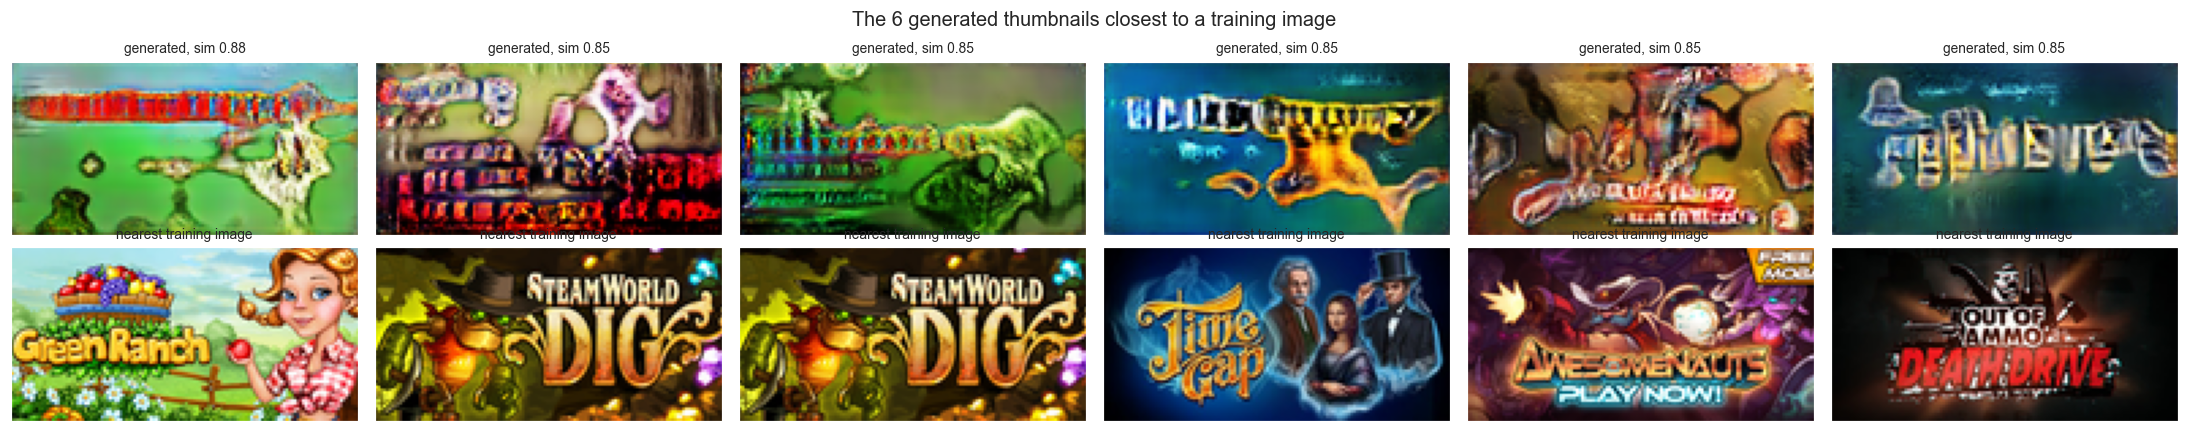 The 6 generated thumbnails closest to a training image
generated, sim 0.88
generated, sim 0.85
generated, sim 0.85
generated, sim 0.85
generated, sim 0.85
generated, sim 0.85
nearest training image
nearest training image
nearest training image
nearest training image
nearest training image
nearest training image
Green Ranch
STEAMWORLD
DIG
STEAMWORLD
DIG
Time
Gap
FREE
MOBA
AWESOMENAUTS
PLAY NOW!
OUT OF
AMMO
DEATH DRIVE